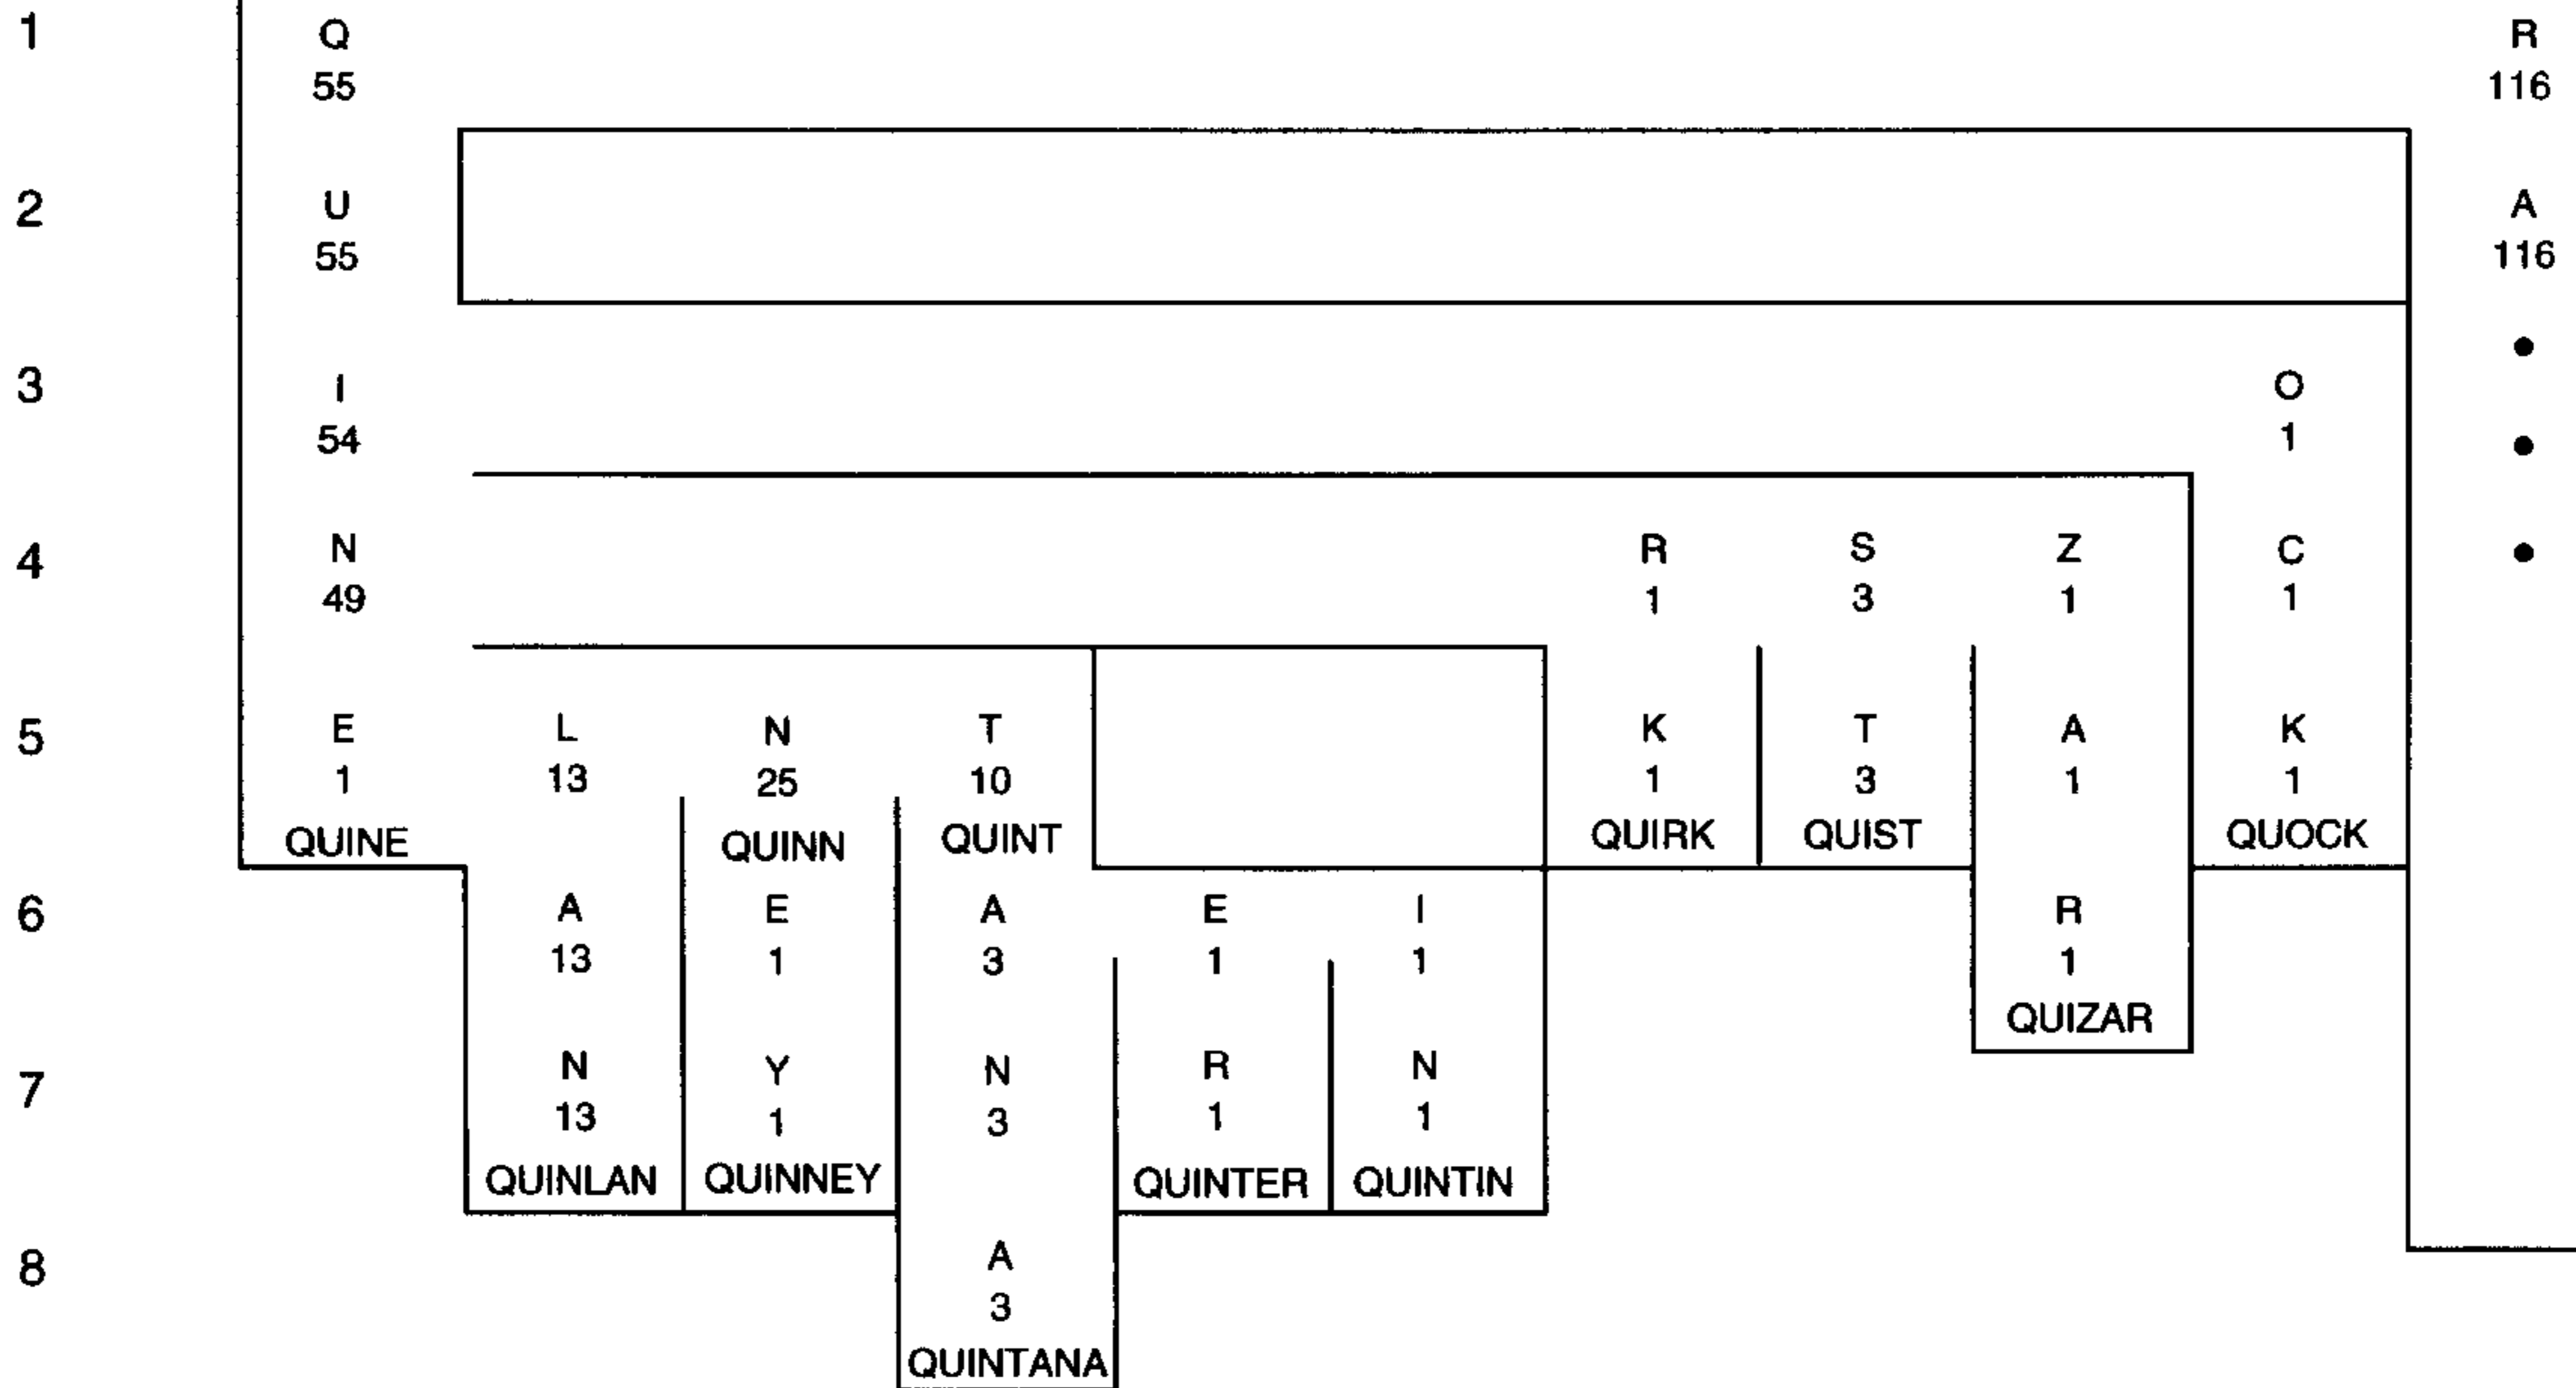 1 Q R
55 116
2 U A
55 116
3 I O
54 1
4 N R S Z C
49 1 3 1 1
5 E L N T K T A K
1 13 25 10 1 3 1 1
QUINE QUINN QUINT QUIRK QUIST QUOCK
6 A E A E I R
13 1 3 1 1 1
QUIZAR
7 N Y N R N
13 1 3 1 1
QUINLAN QUINNEY QUINTER QUINTIN
8 A
3
QUINTANA